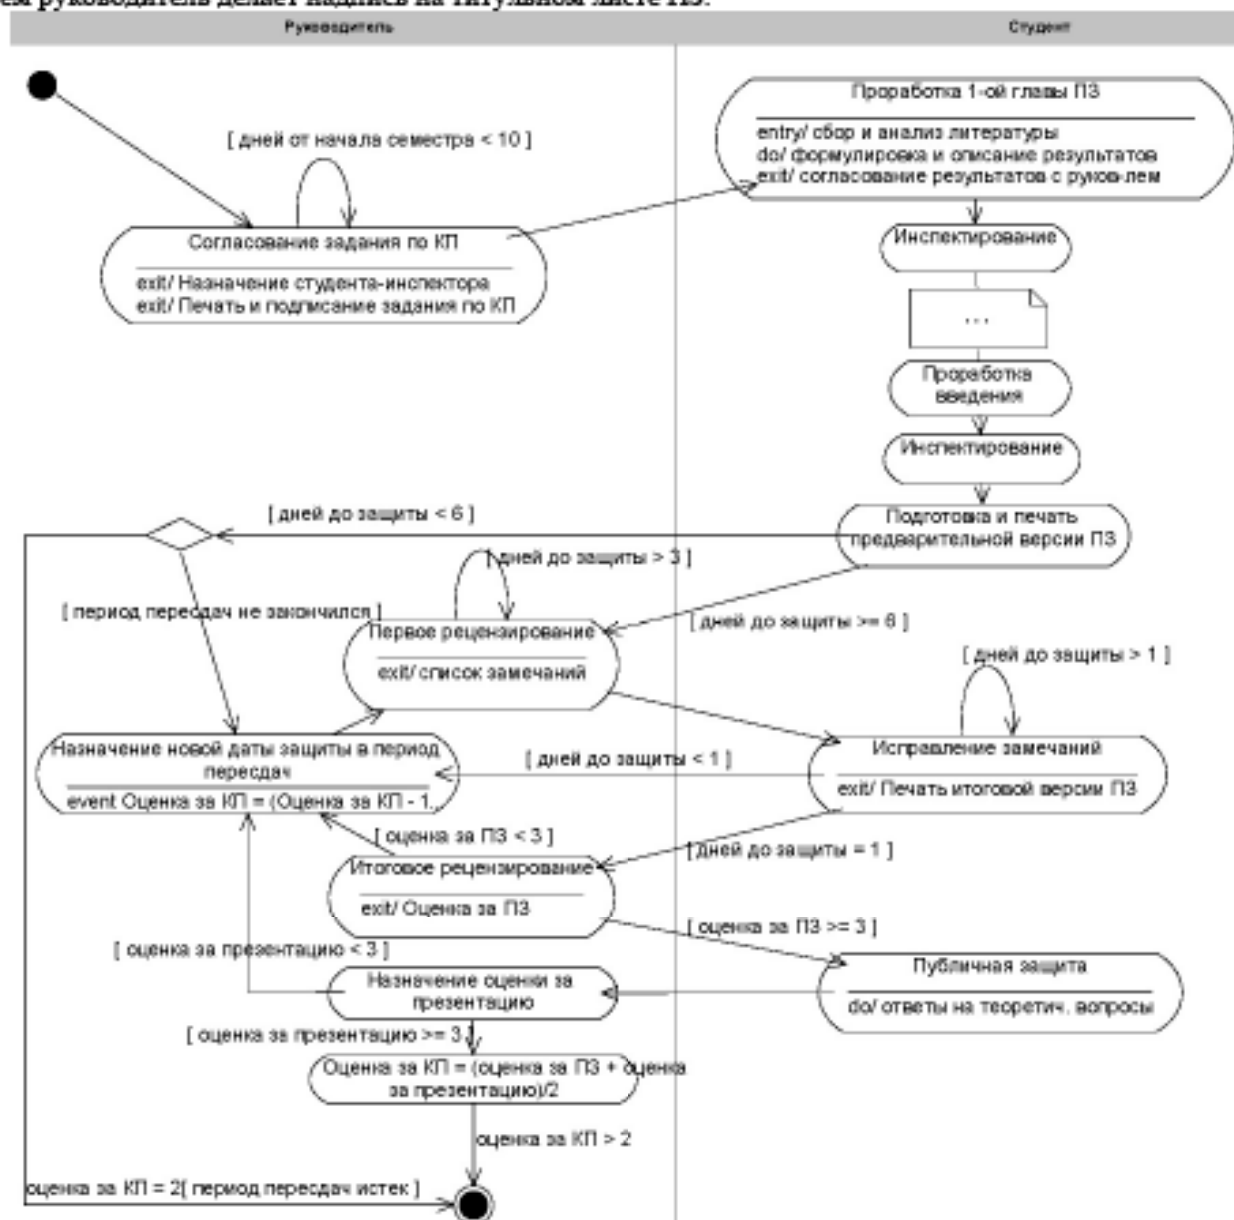 ем руководитель делает надпись на титульном листе ПЗ.
Руководитель
Студент
Проработка 1-ой главы ПЗ
entry/ сбор и анализ литературы
do/ формулировка и описание результатов
exit/ согласование результатов с руков-лем
[ дней от начала семестра < 10 ]
Согласование задания по КП
exit/ Назначение студента-инспектора
exit/ Печать и подписание задания по КП
Инспектирование
...
Проработка
введения
Инспектирование
Подготовка и печать
предварительной версии ПЗ
[ дней до защиты < 6 ]
[ дней до защиты > 3 ]
[ период пересдач не закончился ]
[ дней до защиты >= 6 ]
Первое рецензирование
exit/ список замечаний
[ дней до защиты > 1 ]
Назначение новой даты защиты в период
пересдач
event Оценка за КП = (Оценка за КП - 1..
[ дней до защиты < 1 ]
Исправление замечаний
exit/ Печать итоговой версии ПЗ
[ оценка за ПЗ < 3 ]
[дней до защиты = 1 ]
Итоговое рецензирование
exit/ Оценка за ПЗ
[ оценка за ПЗ >= 3 ]
[ оценка за презентацию < 3 ]
Назначение оценки за
презентацию
Публичная защита
do/ ответы на теоретич. вопросы
[ оценка за презентацию >= 3 ]
Оценка за КП = (оценка за ПЗ + оценка
за презентацию)/2
оценка за КП > 2
оценка за КП = 2[ период пересдач истек ]